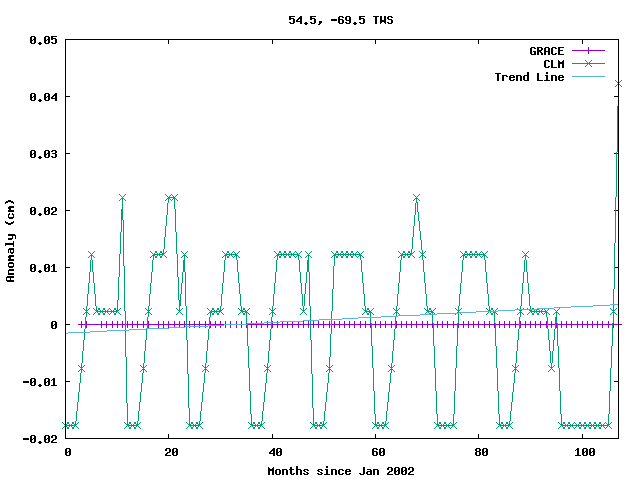 54.5, -69.5 TWS
0.05
0.04
0.03
0.02
0.01
0
-0.01
-0.02
Anomaly (cm)
GRACE
CLM
Trend Line
0 20 40 60 80 100
Months since Jan 2002